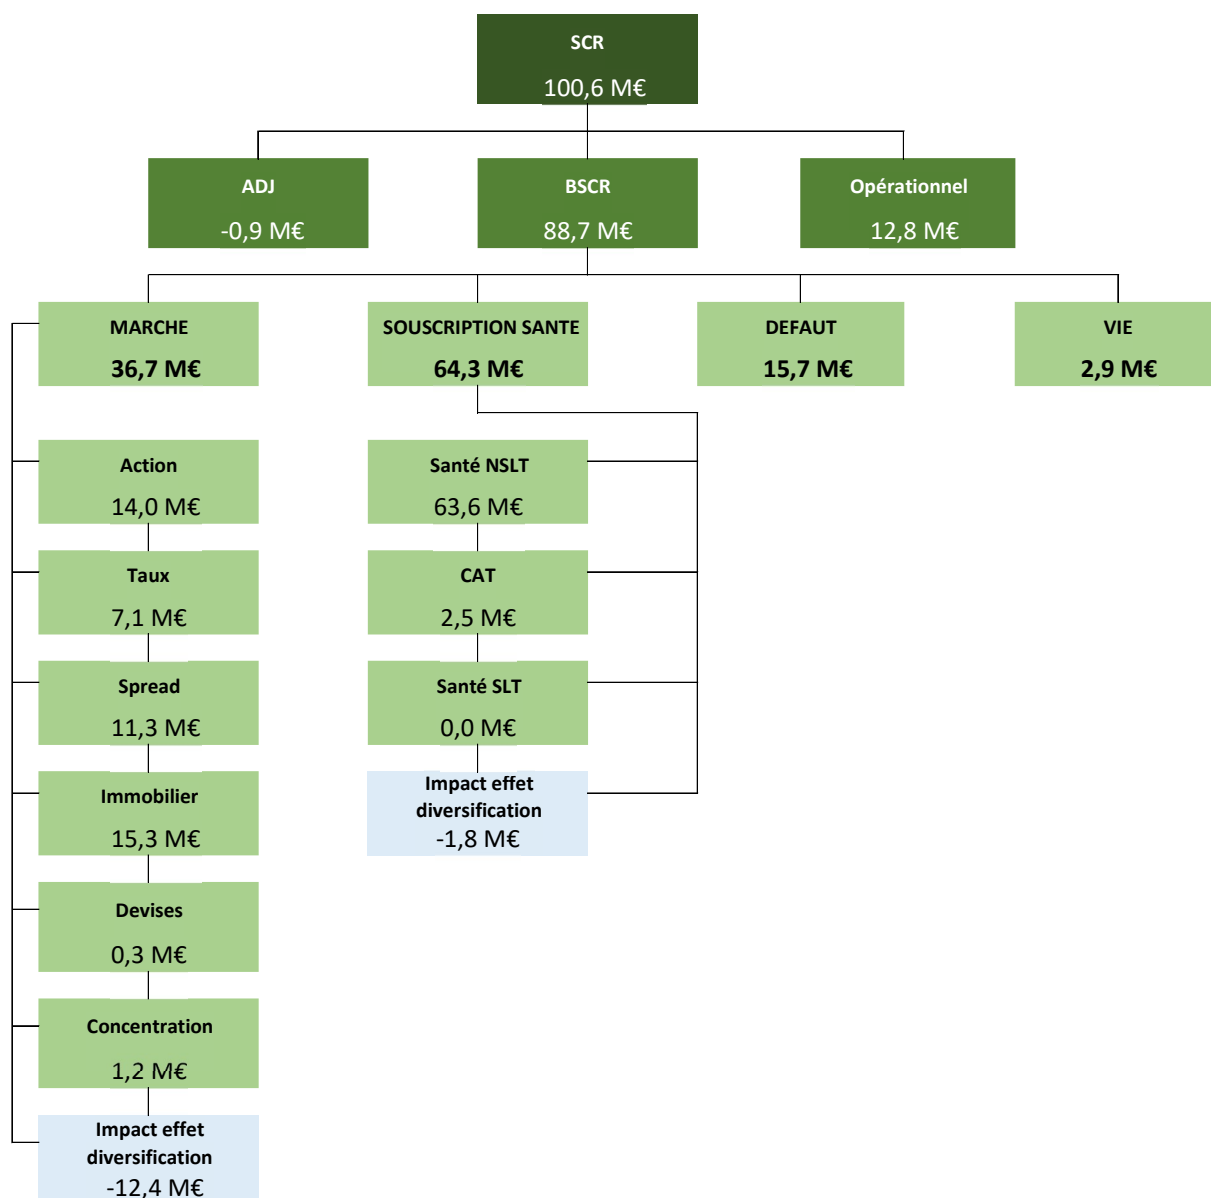 SCR
100,6 M€
ADJ
-0,9 M€
BSCR
88,7 M€
Opérationnel
12,8 M€
MARCHE
36,7 M€
SOUSCRIPTION SANTE
64,3 M€
DEFAUT
15,7 M€
VIE
2,9 M€
Action
14,0 M€
Taux
7,1 M€
Spread
11,3 M€
Immobilier
15,3 M€
Devises
0,3 M€
Concentration
1,2 M€
Impact effet
diversification
-12,4 M€
Santé NSLT
63,6 M€
CAT
2,5 M€
Santé SLT
0,0 M€
Impact effet
diversification
-1,8 M€